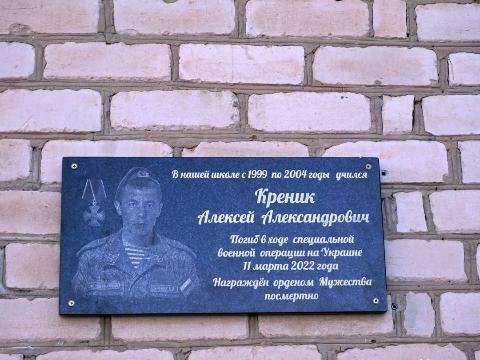 В нашей школе с 1999 по 2004 годы учился
Креник
Алексей Александрович
Погиб в ходе специальной
военной операции на Украине
11 марта 2022 года
Награждён орденом Мужества
посмертно